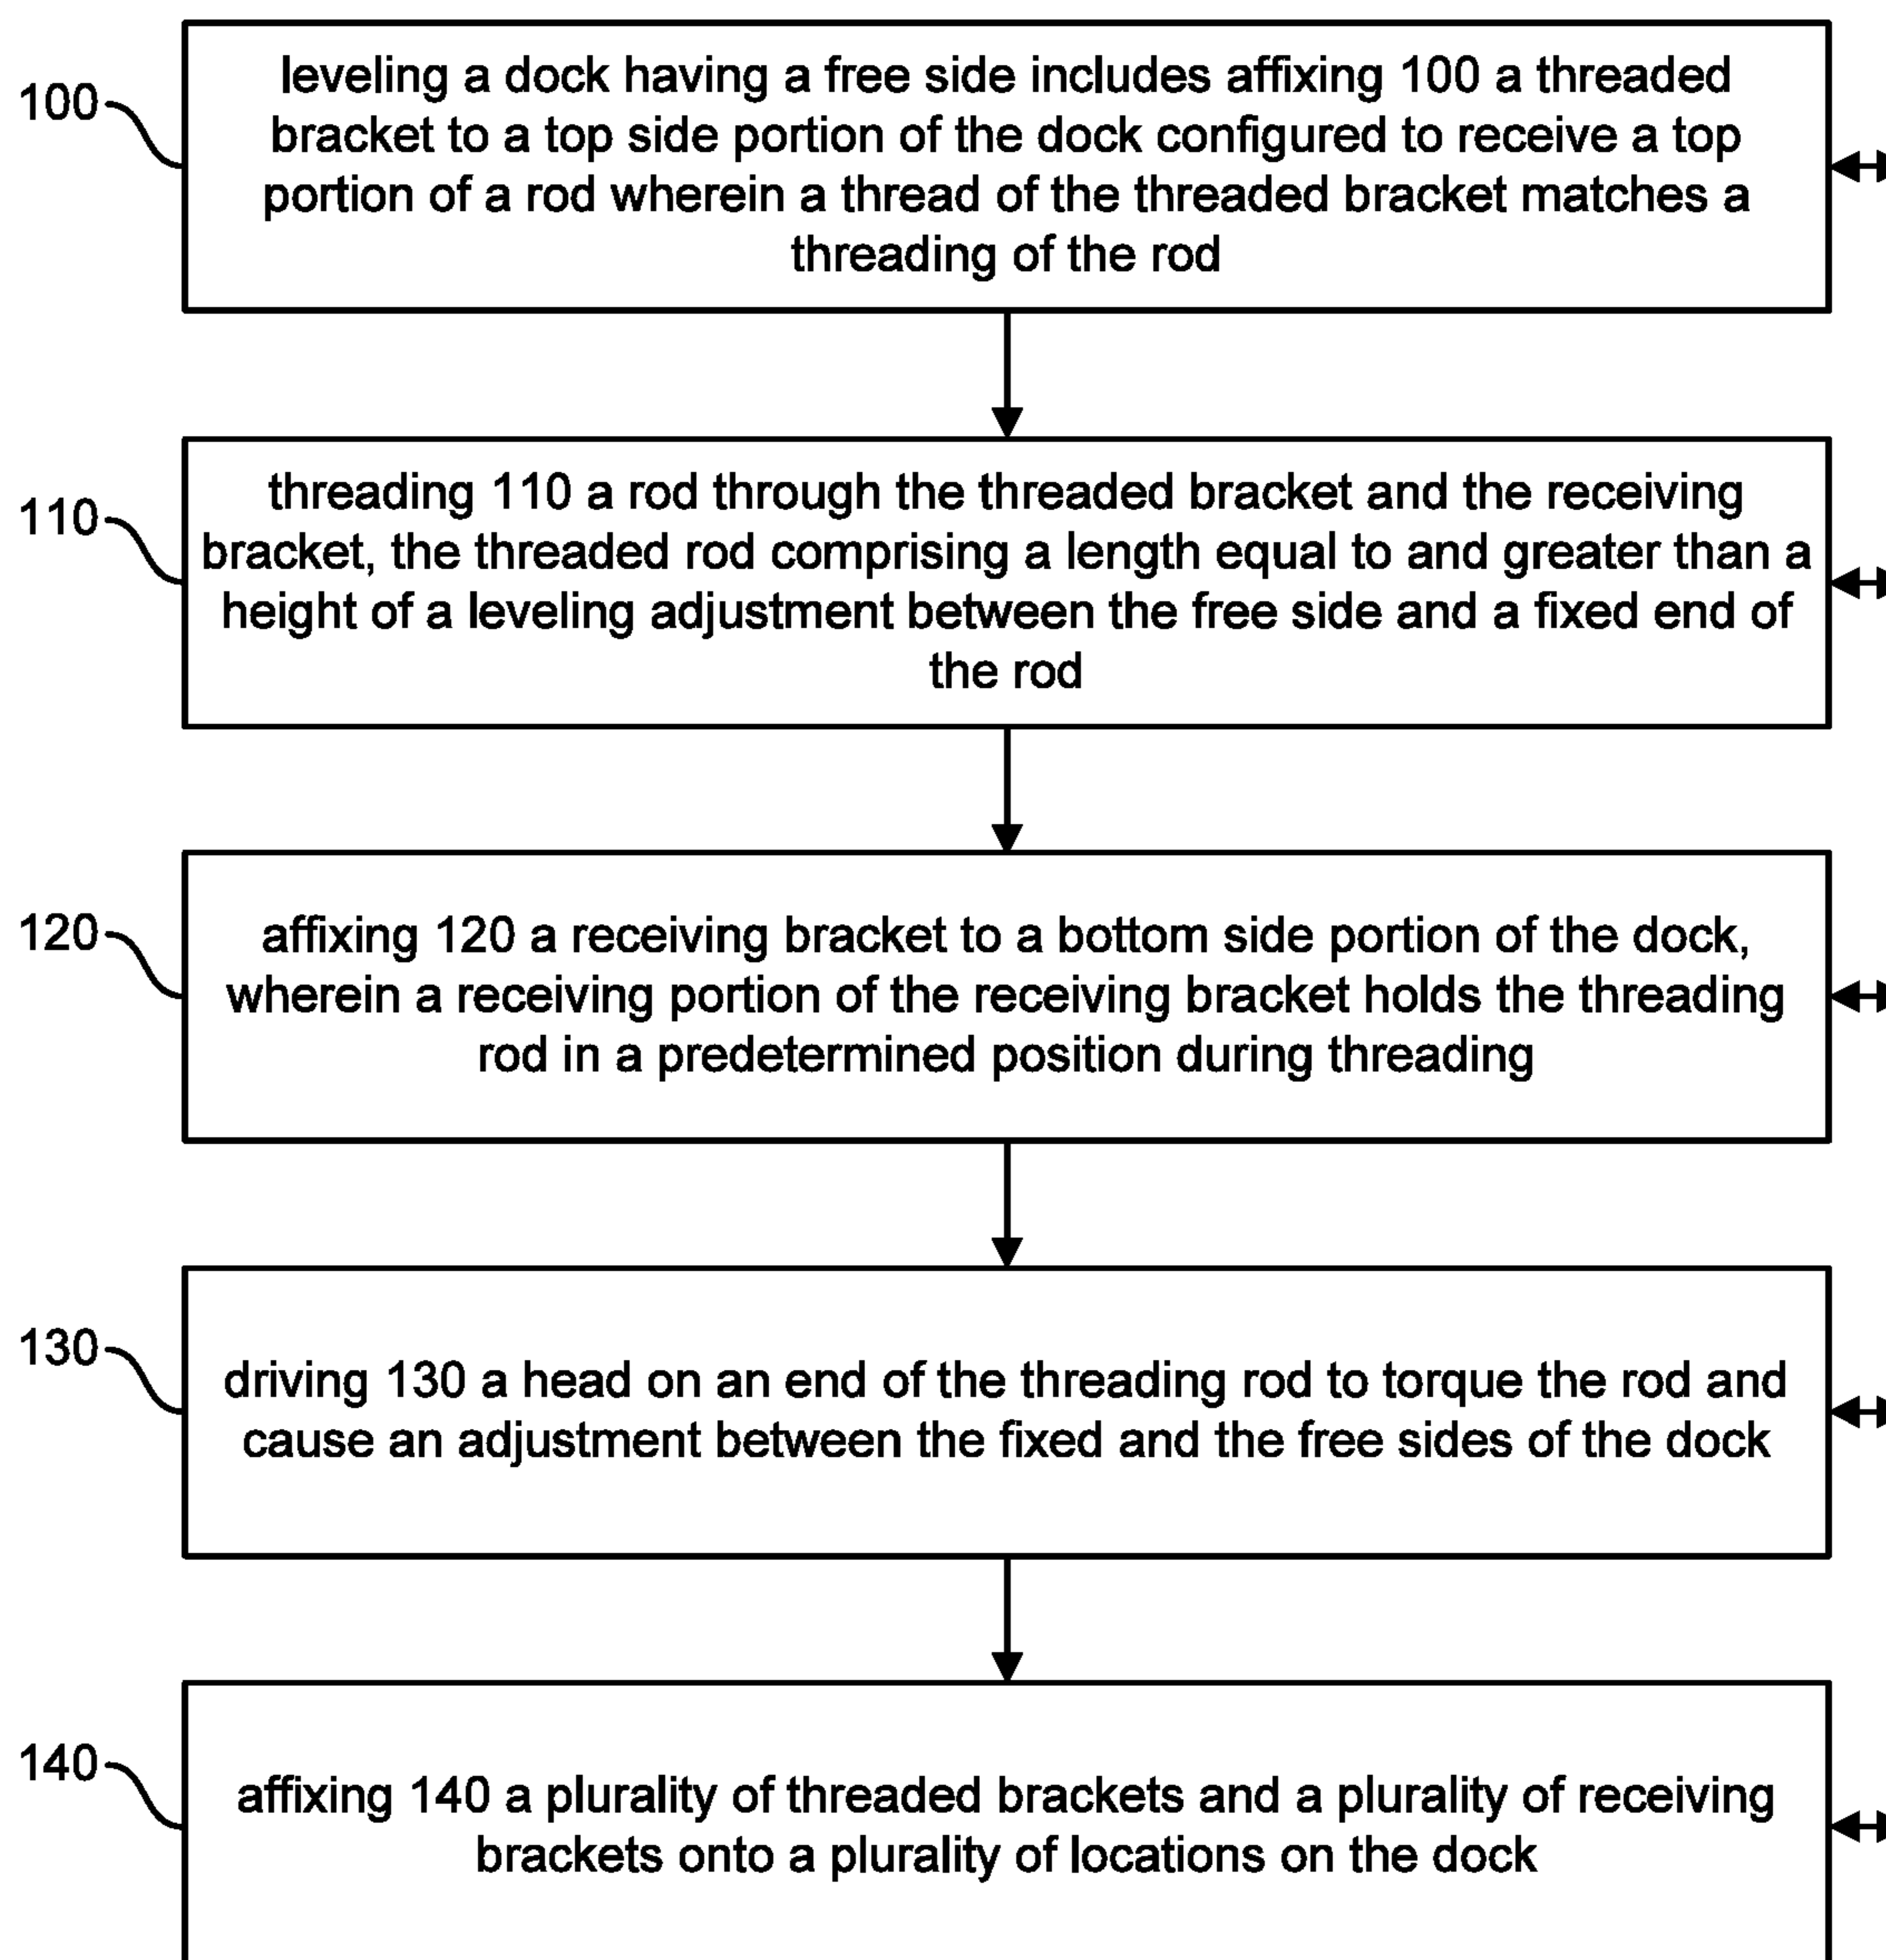 100
leveling a dock having a free side includes affixing 100 a threaded
bracket to a top side portion of the dock configured to receive a top
portion of a rod wherein a thread of the threaded bracket matches a
threading of the rod
110
threading 110 a rod through the threaded bracket and the receiving
bracket, the threaded rod comprising a length equal to and greater than a
height of a leveling adjustment between the free side and a fixed end of
the rod
120
affixing 120 a receiving bracket to a bottom side portion of the dock,
wherein a receiving portion of the receiving bracket holds the threading
rod in a predetermined position during threading
130
driving 130 a head on an end of the threading rod to torque the rod and
cause an adjustment between the fixed and the free sides of the dock
140
affixing 140 a plurality of threaded brackets and a plurality of receiving
brackets onto a plurality of locations on the dock